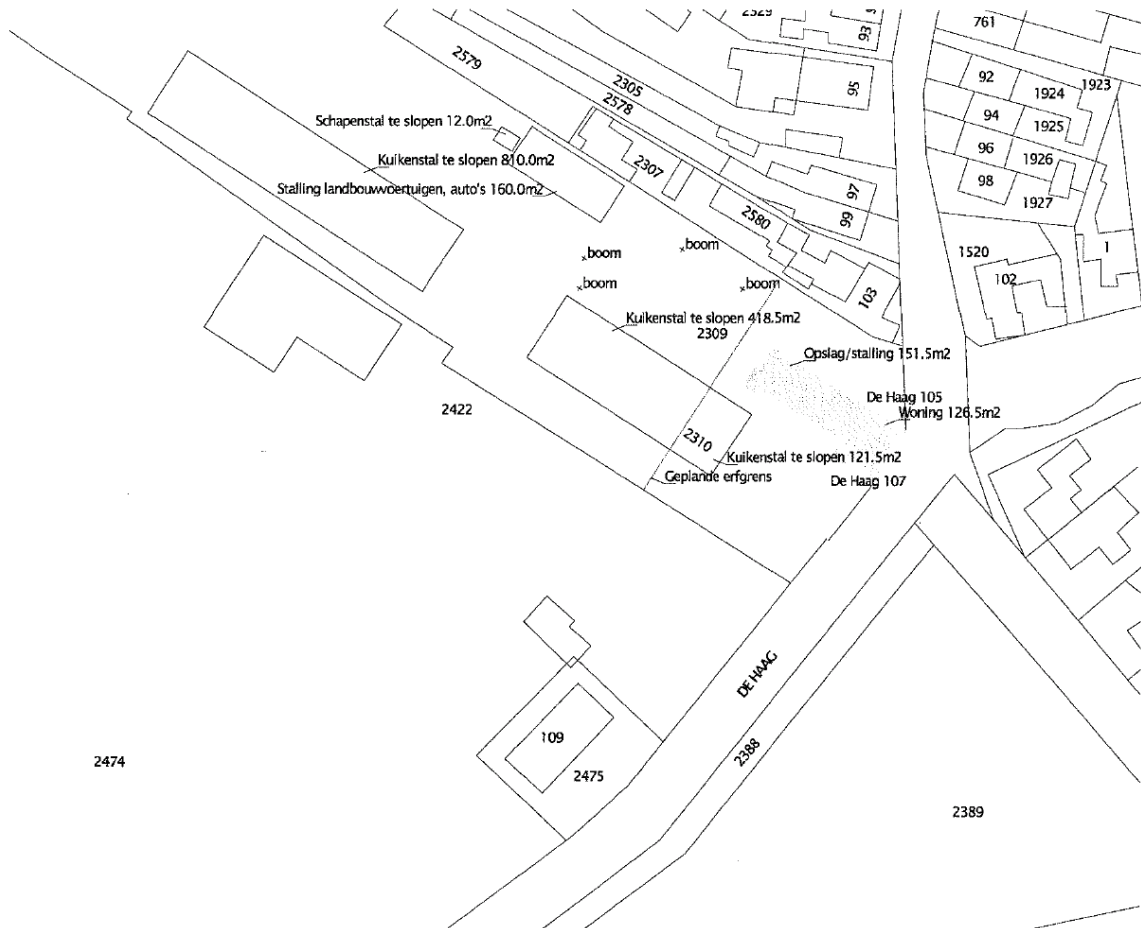 2529
93
761
2579
95
92
1924
1923
2305
2578
94
1925
Schapenstal te slopen 12.0m2
96
1926
Kuikenstal te slopen 810.0m2
98
1927
2307
97
Stalling landbouwvoertuigen, auto's 160.0m2
99
2580
boom
boom
1520
1
102
boom
boom
103
Kuikenstal te slopen 418.5m2
2309
Opslag/stalling 151.5m2
De Haag 105
Woning 126.5m2
2422
2310
Kuikenstal te slopen 121.5m2
Geplande erfgrens
De Haag 107
DE HAAG
109
2388
2474
2475
2389